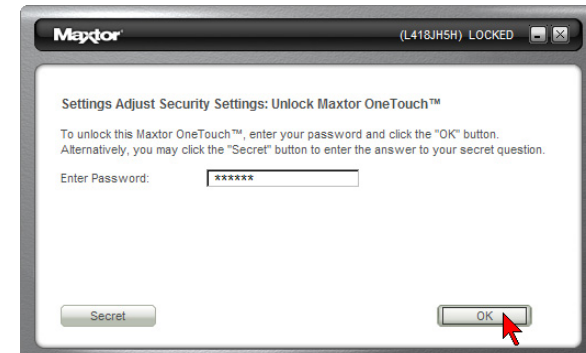 Maxtor (L418JH5H) LOCKED
Settings Adjust Security Settings: Unlock Maxtor OneTouch™
To unlock this Maxtor OneTouch™, enter your password and click the "OK" button.
Alternatively, you may click the "Secret" button to enter the answer to your secret question.
Enter Password: ******
Secret OK